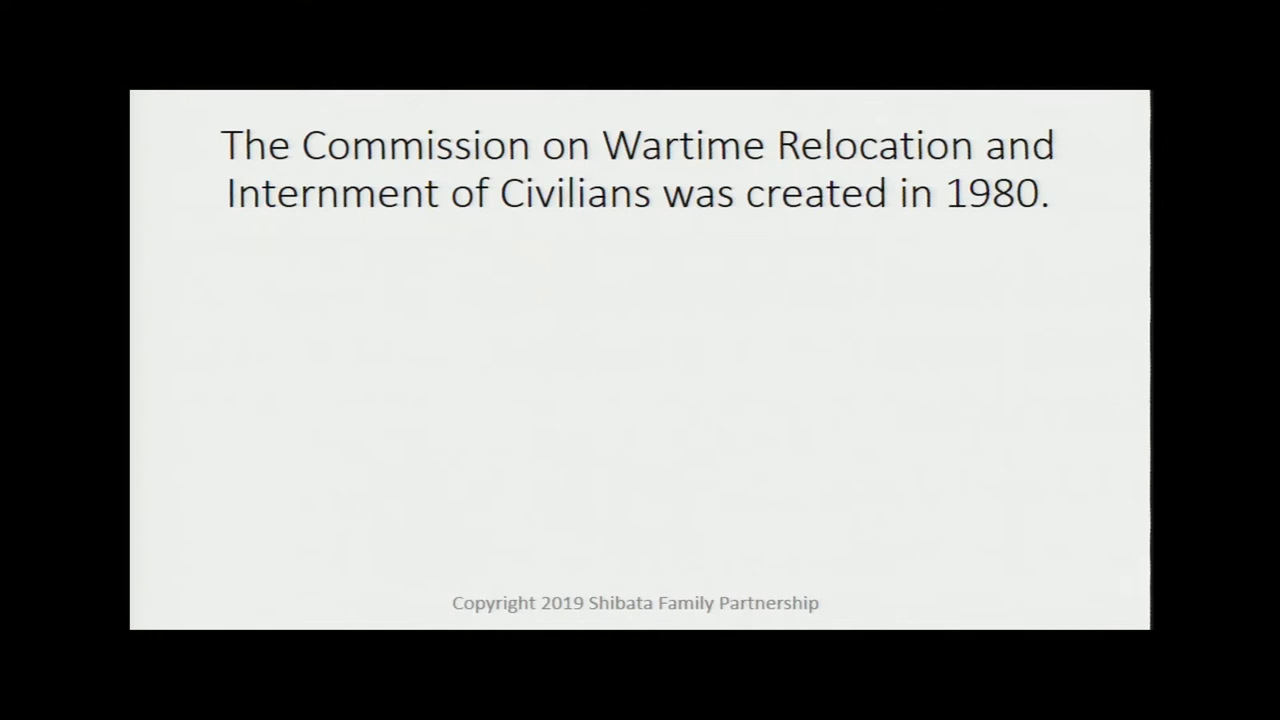 The Commission on Wartime Relocation and
Internment of Civilians was created in 1980.
Copyright 2019 Shibata Family Partnership